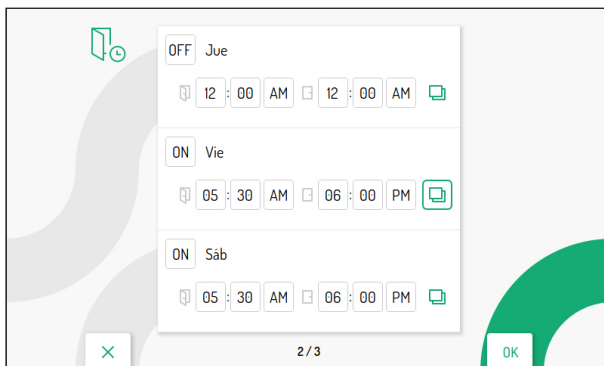 OFF Jue
12 : 00 AM 12 : 00 AM
ON Vie
05 : 30 AM 06 : 00 PM
ON Sáb
05 : 30 AM 06 : 00 PM
2/3
OK